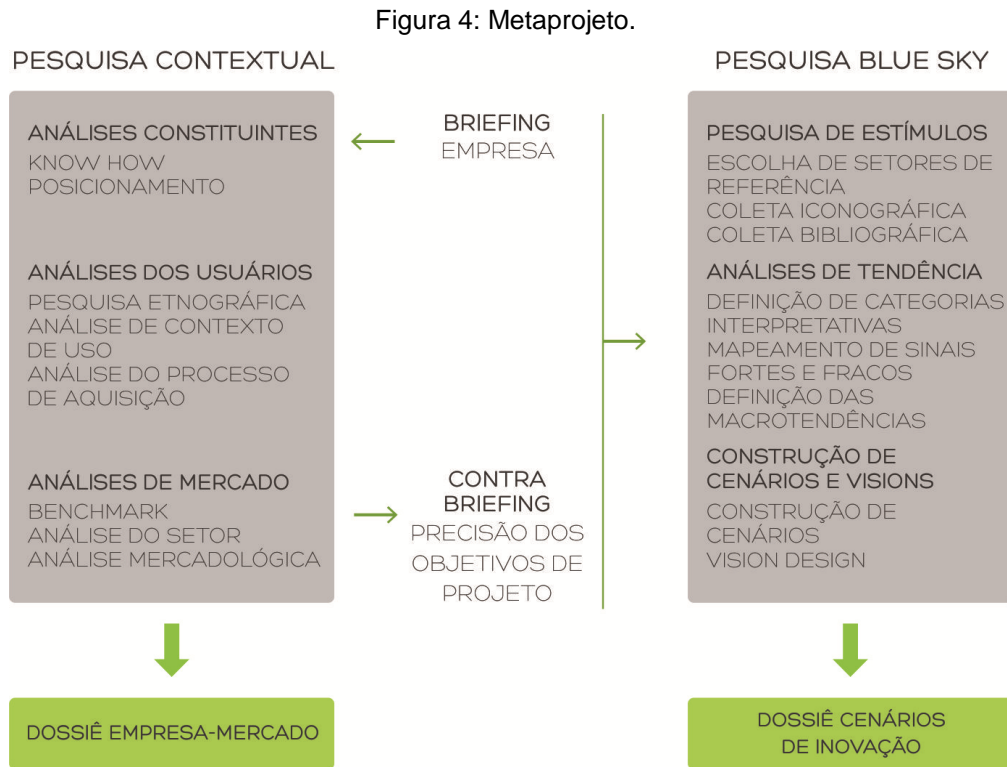 Figura 4: Metaprojeto.
PESQUISA CONTEXTUAL
ANÁLISES CONSTITUINTES
KNOW HOW
POSICIONAMENTO
ANÁLISES DOS USUÁRIOS
PESQUISA ETNOGRÁFICA
ANÁLISE DE CONTEXTO
DE USO
ANÁLISE DO PROCESSO
DE AQUISIÇÃO
ANÁLISES DE MERCADO
BENCHMARK
ANÁLISE DO SETOR
ANÁLISE MERCADOLÓGICA
DOSSIÊ EMPRESA-MERCADO
BRIEFING
EMPRESA
CONTRA
BRIEFING
PRECISÃO DOS
OBJETIVOS DE
PROJETO
PESQUISA BLUE SKY
PESQUISA DE ESTÍMULOS
ESCOLHA DE SETORES DE
REFERÊNCIA
COLETA ICONOGRÁFICA
COLETA BIBLIOGRÁFICA
ANÁLISES DE TENDÊNCIA
DEFINIÇÃO DE CATEGORIAS
INTERPRETATIVAS
MAPEAMENTO DE SINAIS
FORTES E FRACOS
DEFINIÇÃO DAS
MACROTENDÊNCIAS
CONSTRUÇÃO DE
CENÁRIOS E VISIONS
CONSTRUÇÃO DE
CENÁRIOS
VISION DESIGN
DOSSIÊ CENÁRIOS
DE INOVAÇÃO